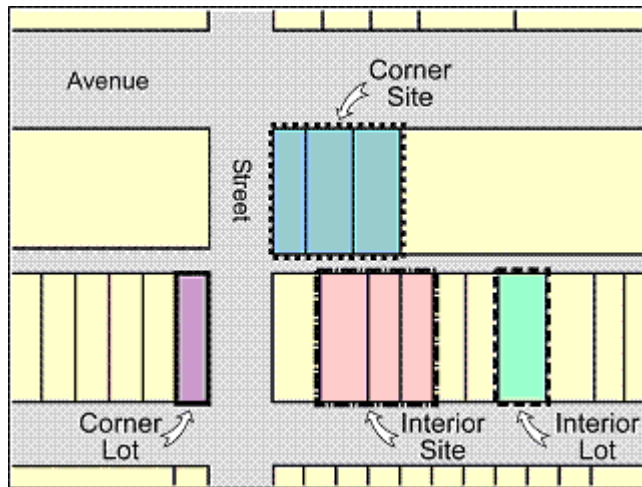 Avenue
Corner
Site
Street
Corner
Lot
Interior
Site
Interior
Lot